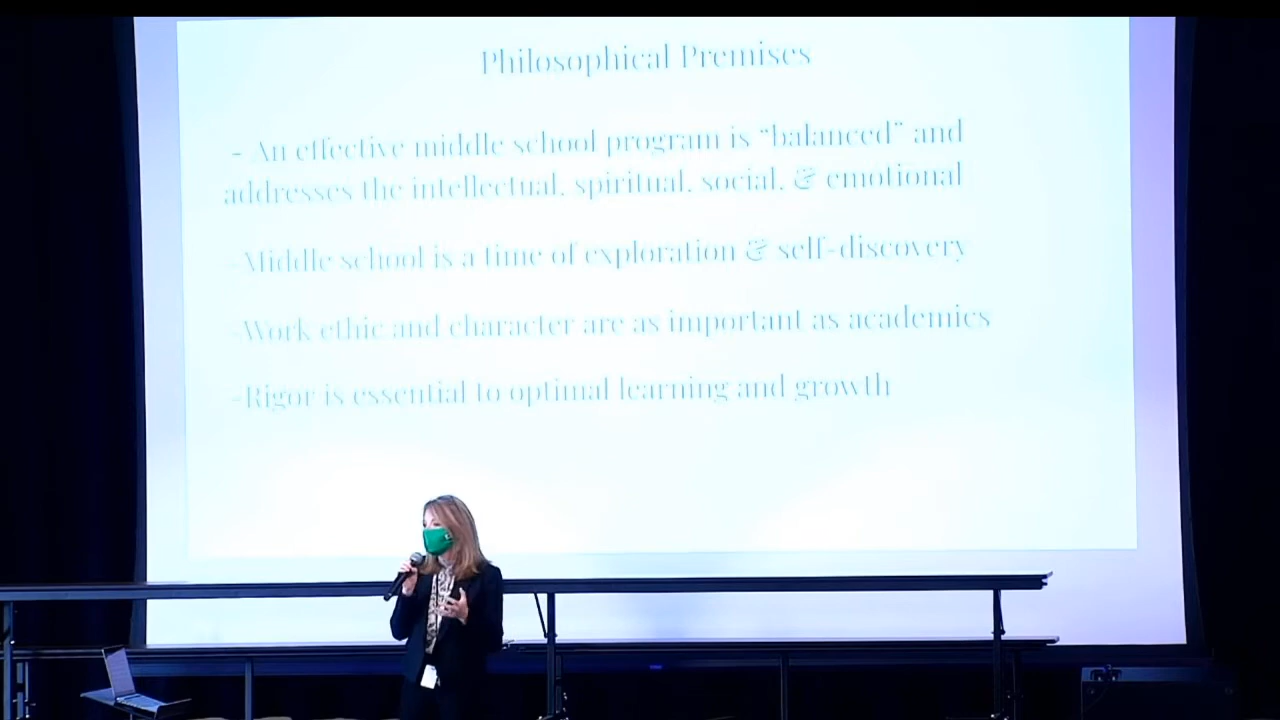 Philosophical Premises
- An effective middle school program is “balanced” and
addresses the intellectual, spiritual, social, & emotional
-Middle school is a time of exploration & self-discovery
-Work ethic and character are as important as academics
-Rigor is essential to optimal learning and growth